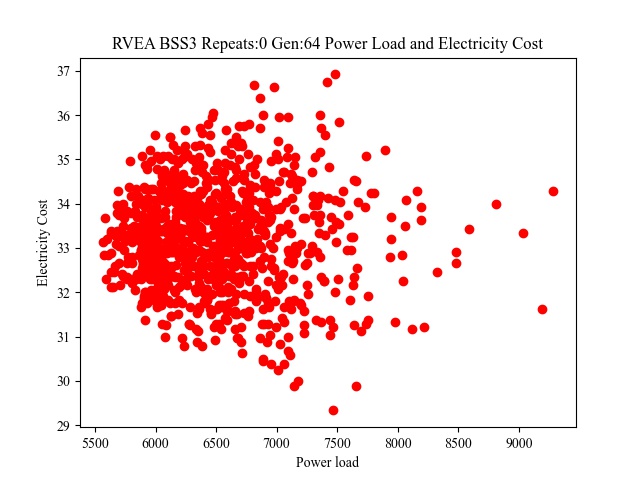 RVEA BSS3 Repeats:0 Gen:64 Power Load and Electricity Cost
37
36
35
34
33
32
31
30
29
Electricity Cost
5500 6000 6500 7000 7500 8000 8500 9000
Power load